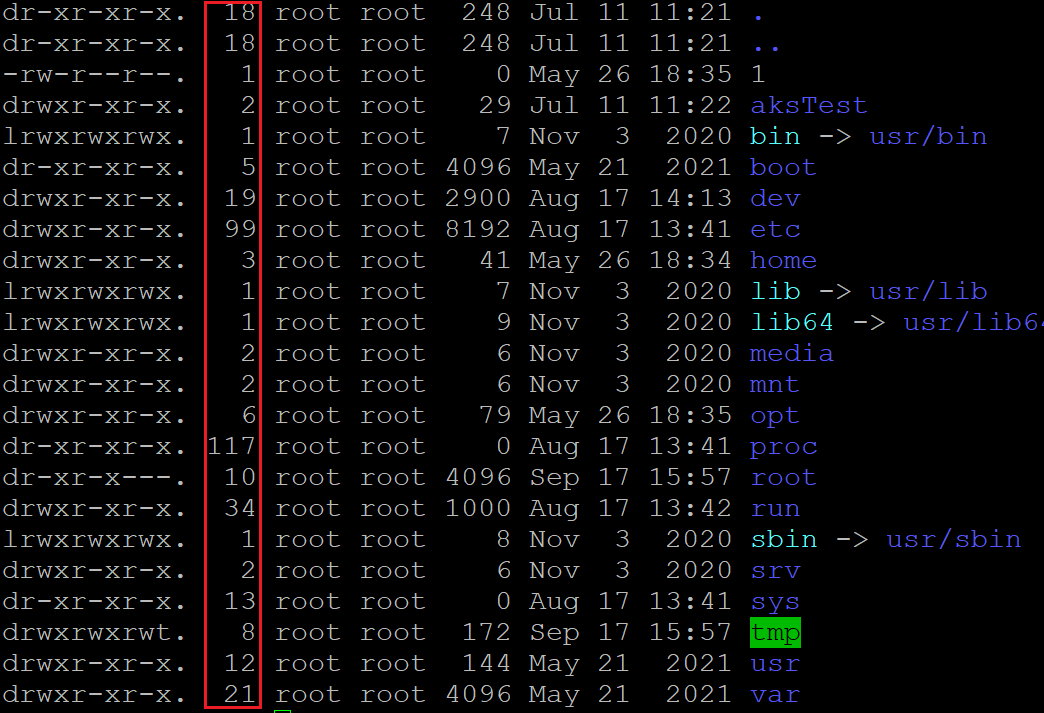 dr-xr-xr-x. 18 root root 248 Jul 11 11:21 .
dr-xr-xr-x. 18 root root 248 Jul 11 11:21 ..
-rw-r--r--. 1 root root 0 May 26 18:35 1
drwxr-xr-x. 2 root root 29 Jul 11 11:22 aksTest
lrwxrwxrwx. 1 root root 7 Nov 3 2020 bin -> usr/bin
dr-xr-xr-x. 5 root root 4096 May 21 2021 boot
drwxr-xr-x. 19 root root 2900 Aug 17 14:13 dev
drwxr-xr-x. 99 root root 8192 Aug 17 13:41 etc
drwxr-xr-x. 3 root root 41 May 26 18:34 home
lrwxrwxrwx. 1 root root 7 Nov 3 2020 lib -> usr/lib
lrwxrwxrwx. 1 root root 9 Nov 3 2020 lib64 -> usr/lib64
drwxr-xr-x. 2 root root 6 Nov 3 2020 media
drwxr-xr-x. 2 root root 6 Nov 3 2020 mnt
drwxr-xr-x. 6 root root 79 May 26 18:35 opt
dr-xr-xr-x. 117 root root 0 Aug 17 13:41 proc
dr-xr-x---. 10 root root 4096 Sep 17 15:57 root
drwxr-xr-x. 34 root root 1000 Aug 17 13:42 run
lrwxrwxrwx. 1 root root 8 Nov 3 2020 sbin -> usr/sbin
drwxr-xr-x. 2 root root 6 Nov 3 2020 srv
dr-xr-xr-x. 13 root root 0 Aug 17 13:41 sys
drwxrwxrwt. 8 root root 172 Sep 17 15:57 tmp
drwxr-xr-x. 12 root root 144 May 21 2021 usr
drwxr-xr-x. 21 root root 4096 May 21 2021 var